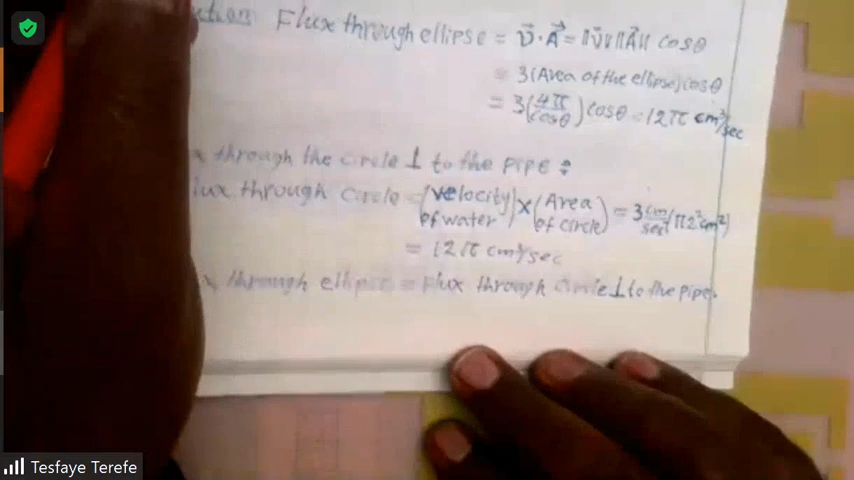 Flux through ellipse = v⃗ · A⃗ = ‖v⃗‖‖A⃗‖ cosθ
= 3(Area of the ellipse)cosθ
= 3(4π/cosθ)cosθ = 12π cm³/sec
through the circle ⊥ to the pipe :
lux through circle = (velocity of water) × (Area of circle) = 3 cm/sec (π2² cm²)
= 12π cm³/sec
through ellipse = Flux through circle ⊥ to the pipe.
Tesfaye Terefe